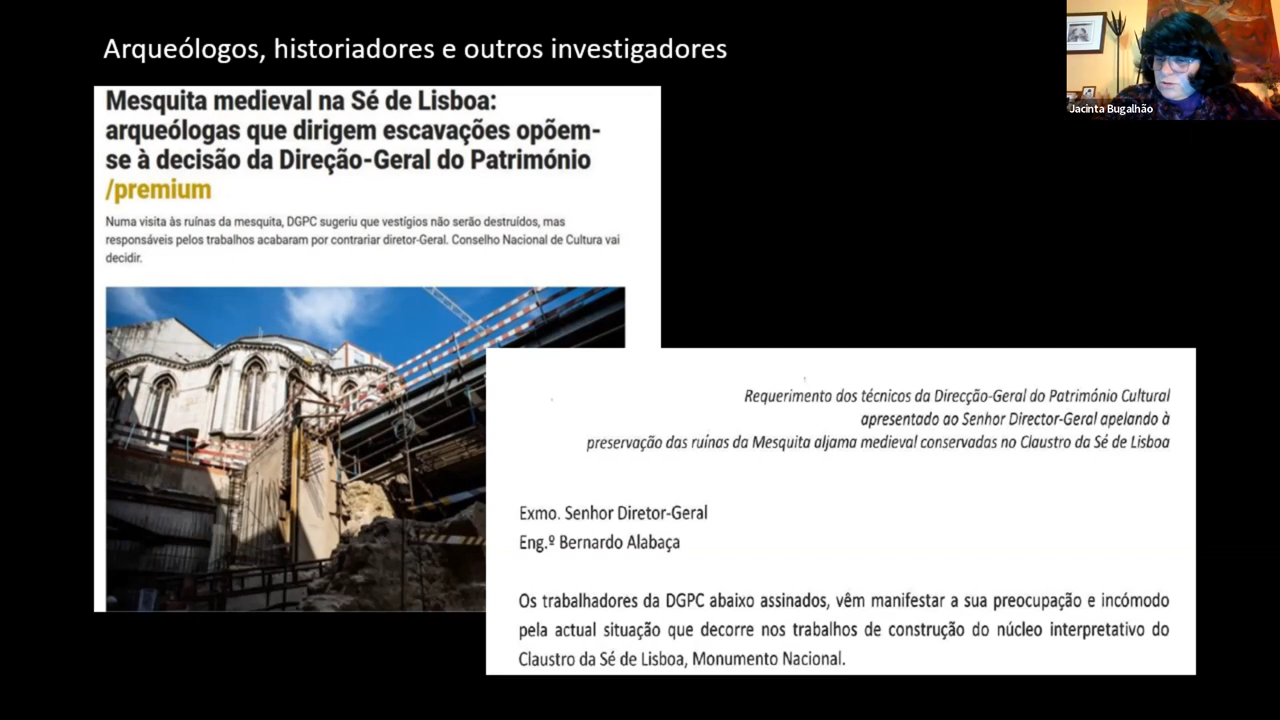 Arqueólogos, historiadores e outros investigadores
Jacinta Bugalhão
Mesquita medieval na Sé de Lisboa:
arqueólogas que dirigem escavações opõem-
se à decisão da Direção-Geral do Património
/premium
Numa visita às ruínas da mesquita, DGPC sugeriu que vestígios não serão destruídos, mas
responsáveis pelos trabalhos acabaram por contrariar diretor-Geral. Conselho Nacional de Cultura vai
decidir.
Requerimento dos técnicos da Direcção-Geral do Património Cultural
apresentado ao Senhor Director-Geral apelando à
preservação das ruínas da Mesquita aljama medieval conservadas no Claustro da Sé de Lisboa
Exmo. Senhor Diretor-Geral
Eng.º Bernardo Alabaça
Os trabalhadores da DGPC abaixo assinados, vêm manifestar a sua preocupação e incómodo
pela actual situação que decorre nos trabalhos de construção do núcleo interpretativo do
Claustro da Sé de Lisboa, Monumento Nacional.